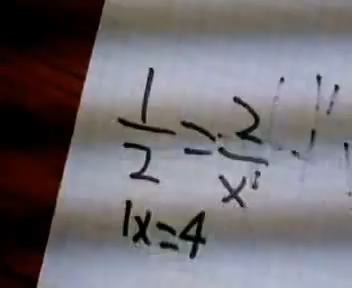 1/2 = 2/x
1x=4